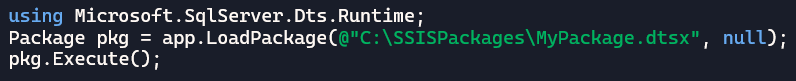 using Microsoft.SqlServer.Dts.Runtime;
Package pkg = app.LoadPackage(@"C:\SSISPackages\MyPackage.dtsx", null);
pkg.Execute();